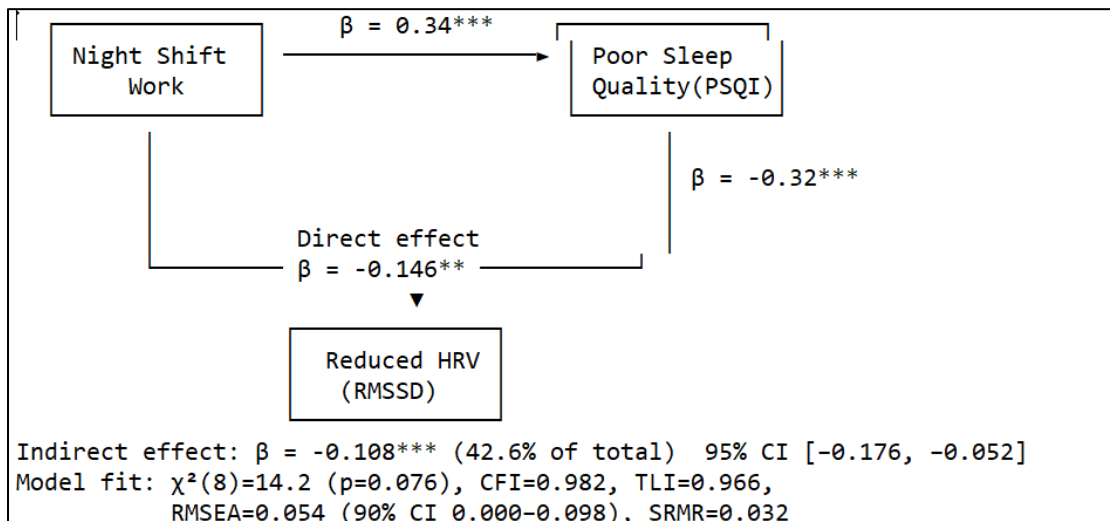 β = 0.34***
Night Shift
Work
Poor Sleep
Quality(PSQI)
β = -0.32***
Direct effect
β = -0.146**
Reduced HRV
(RMSSD)
Indirect effect: β = -0.108*** (42.6% of total)  95% CI [-0.176, -0.052]
Model fit: χ²(8)=14.2 (p=0.076), CFI=0.982, TLI=0.966,
RMSEA=0.054 (90% CI 0.000–0.098), SRMR=0.032